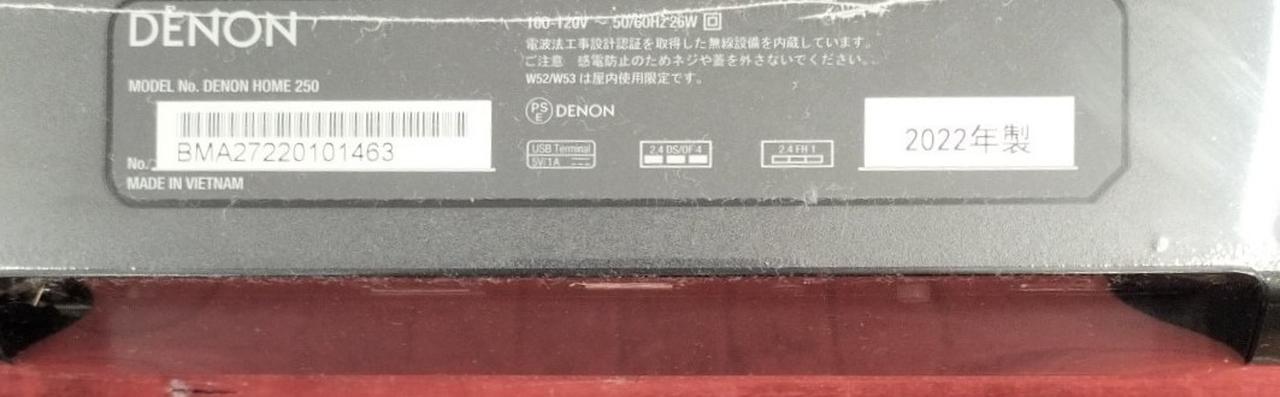 DENON
MODEL No. DENON HOME 250
BMA27220101463
No.
MADE IN VIETNAM
100-120V ～ 50/60Hz 26W
電波法工事設計認証を取得した無線設備を内蔵しています。
ご注意 感電防止のためネジや蓋を外さないでください。
W52/W53 は屋内使用限定です。
PS
E
DENON
USB Terminal
5V/1A
2.4 DS/OF 4
2.4 FH 1
2022年製